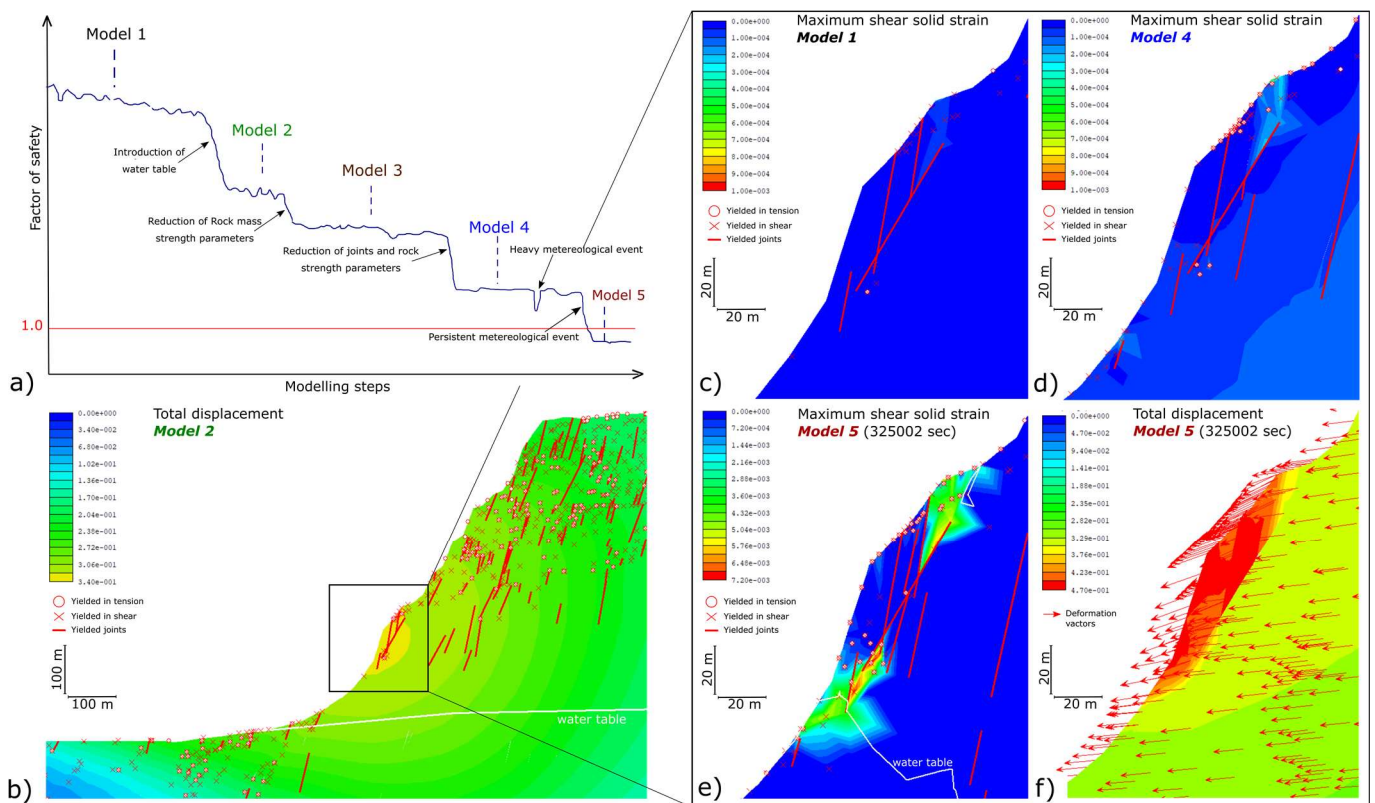 Factor of safety
Model 1
Model 2
Model 3
Model 4
Model 5
Introduction of
water table
Reduction of Rock mass
strength parameters
Reduction of joints and rock
strength parameters
Heavy metereological event
Persistent metereological event
1.0
a)
Modelling steps
Total displacement
Model 2
0.00e+000
3.40e-002
6.80e-002
1.02e-001
1.36e-001
1.70e-001
2.04e-001
2.38e-001
2.72e-001
3.06e-001
3.40e-001
Yielded in tension
Yielded in shear
Yielded joints
100 m
100 m
water table
b)
Maximum shear solid strain
Model 1
0.00e+000
1.00e-004
2.00e-004
3.00e-004
4.00e-004
5.00e-004
6.00e-004
7.00e-004
8.00e-004
9.00e-004
1.00e-003
Yielded in tension
Yielded in shear
Yielded joints
20 m
20 m
c)
Maximum shear solid strain
Model 4
0.00e+000
1.00e-004
2.00e-004
3.00e-004
4.00e-004
5.00e-004
6.00e-004
7.00e-004
8.00e-004
9.00e-004
1.00e-003
Yielded in tension
Yielded in shear
Yielded joints
20 m
20 m
d)
Maximum shear solid strain
Model 5 (325002 sec)
0.00e+000
7.20e-004
1.44e-003
2.16e-003
2.88e-003
3.60e-003
4.32e-003
5.04e-003
5.76e-003
6.48e-003
7.20e-003
Yielded in tension
Yielded in shear
Yielded joints
20 m
20 m
water table
e)
Total displacement
Model 5 (325002 sec)
0.00e+000
4.70e-002
9.40e-002
1.41e-001
1.88e-001
2.35e-001
2.82e-001
3.29e-001
3.76e-001
4.23e-001
4.70e-001
Deformation
vactors
20 m
20 m
f)